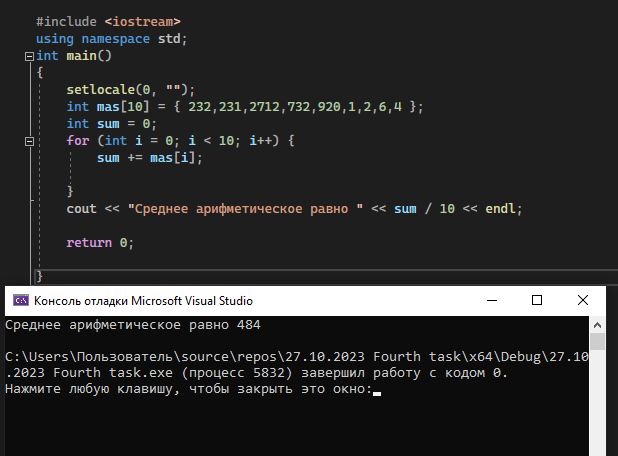 #include <iostream>
using namespace std;
int main()
{
setlocale(0, "");
int mas[10] = { 232,231,2712,732,920,1,2,6,4 };
int sum = 0;
for (int i = 0; i < 10; i++) {
sum += mas[i];
}
cout << "Среднее арифметическое равно " << sum / 10 << endl;
return 0;
}
C:\ Консоль отладки Microsoft Visual Studio
Среднее арифметическое равно 484
C:\Users\Пользователь\source\repos\27.10.2023 Fourth task\x64\Debug\27.10
.2023 Fourth task.exe (процесс 5832) завершил работу с кодом 0.
Нажмите любую клавишу, чтобы закрыть это окно: